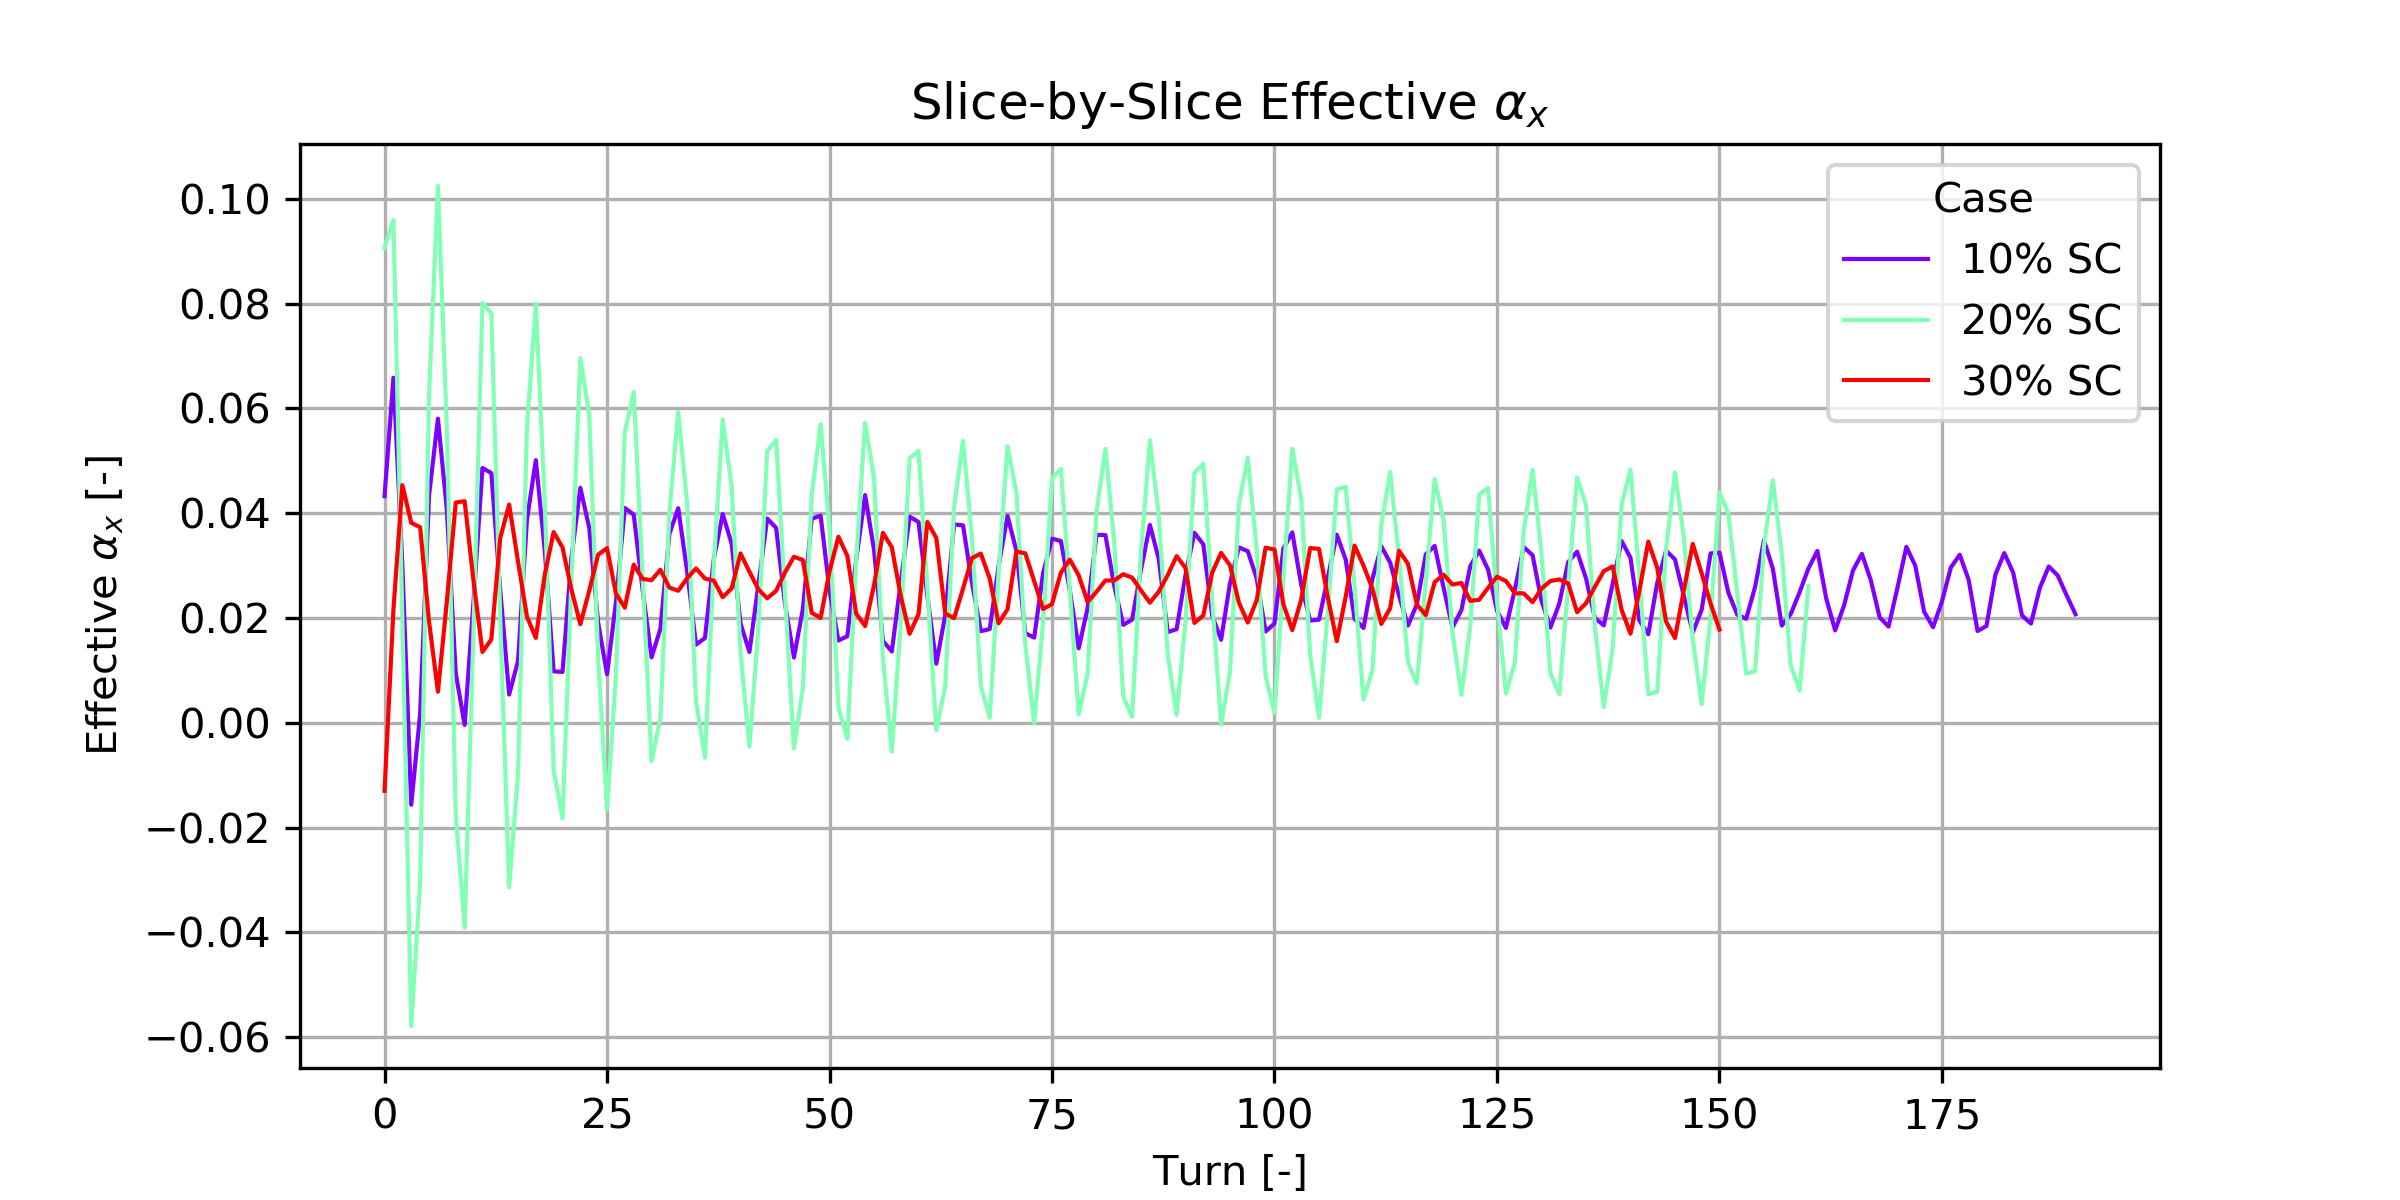 Slice-by-Slice Effective αx
Effective αx [-]
0.10
0.08
0.06
0.04
0.02
0.00
−0.02
−0.04
−0.06
Case
10% SC
20% SC
30% SC
0 25 50 75 100 125 150 175
Turn [-]